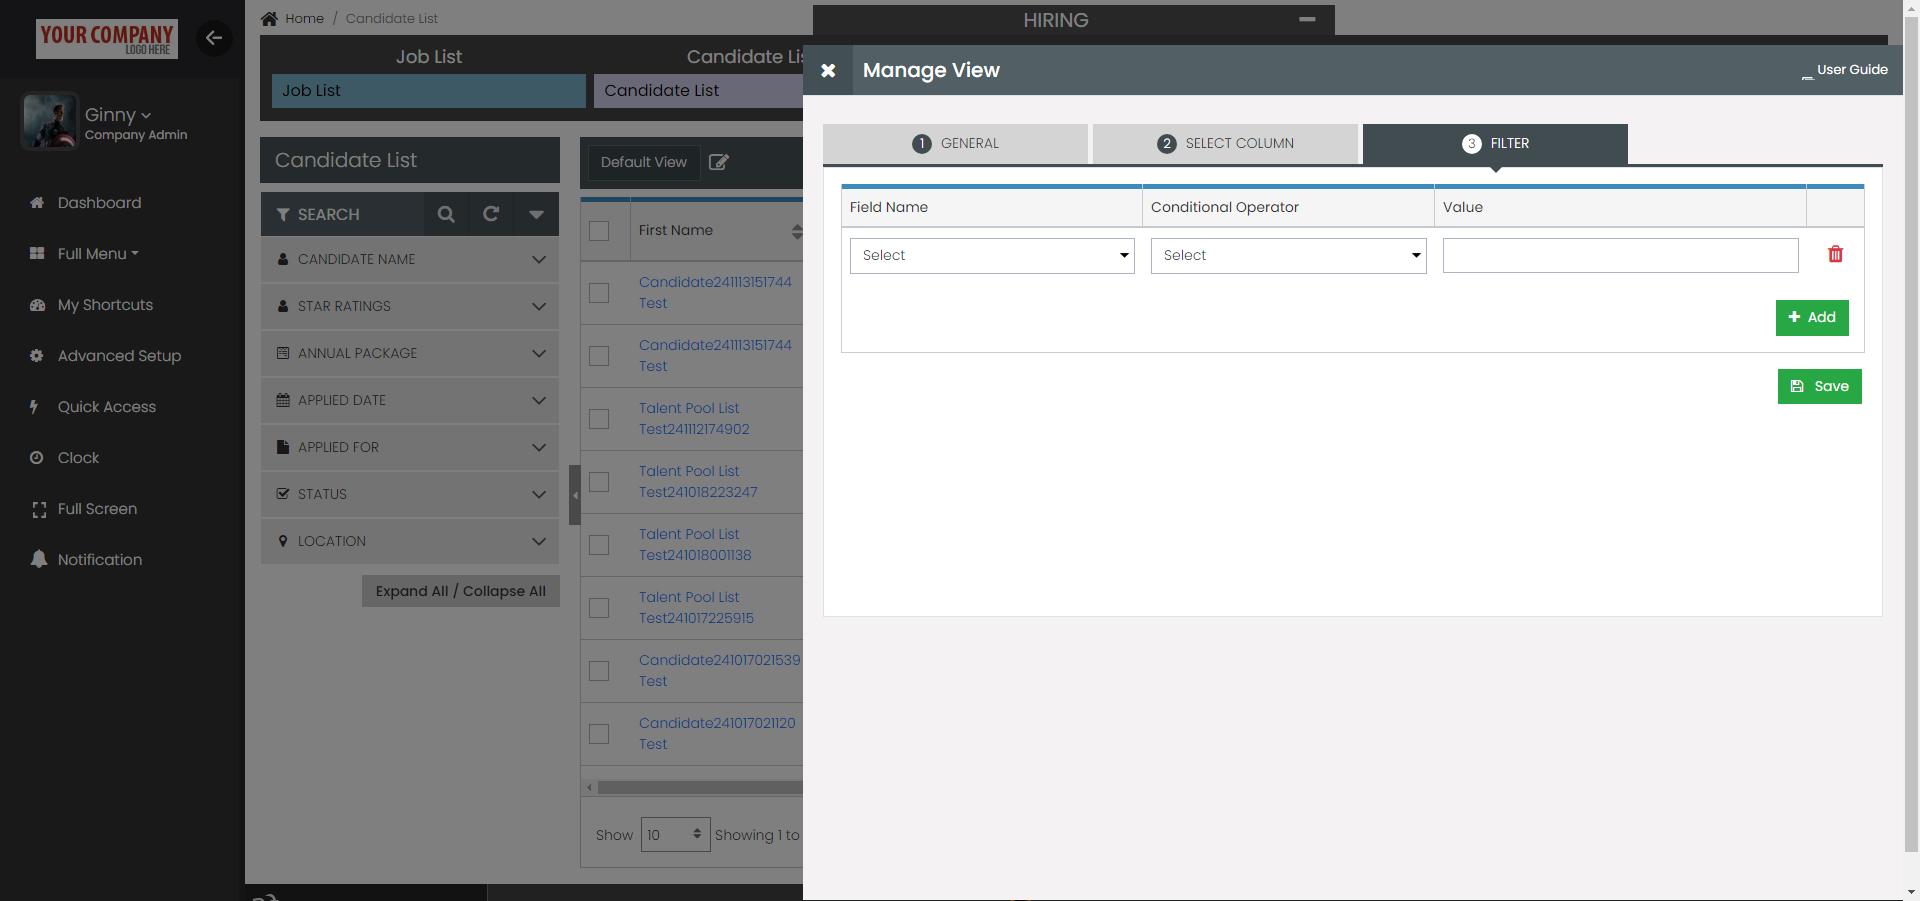 YOUR COMPANY
LOGO HERE
Ginny
Company Admin
Dashboard
Full Menu
My Shortcuts
Advanced Setup
Quick Access
Clock
Full Screen
Notification
Home / Candidate List
HIRING
Job List
Candidate Lis
Job List
Candidate List
Candidate List
SEARCH
CANDIDATE NAME
STAR RATINGS
ANNUAL PACKAGE
APPLIED DATE
APPLIED FOR
STATUS
LOCATION
Expand All / Collapse All
Default View
First Name
Candidate241113151744
Test
Candidate241113151744
Test
Talent Pool List
Test241112174902
Talent Pool List
Test241018223247
Talent Pool List
Test241018001138
Talent Pool List
Test241017225915
Candidate241017021539
Test
Candidate241017021120
Test
Show 10 Showing 1 to
Manage View
User Guide
1 GENERAL
2 SELECT COLUMN
3 FILTER
Field Name Conditional Operator Value
Select Select
Add
Save